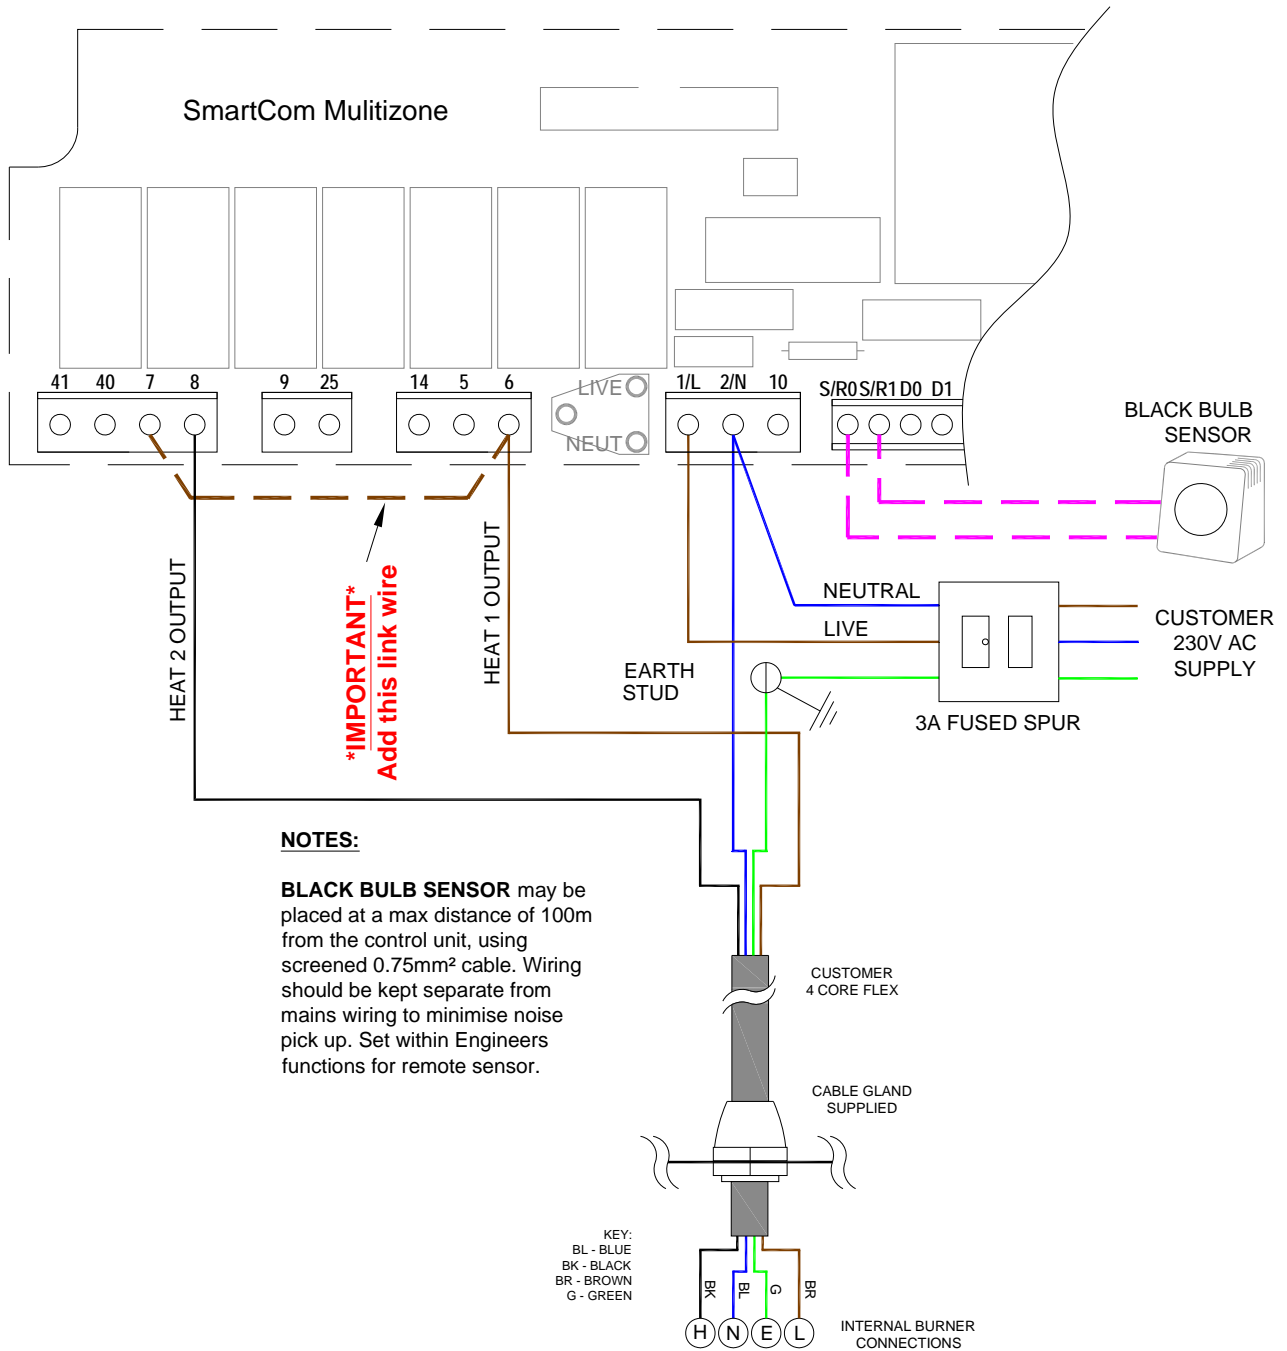 SmartCom Mulitizone
41 40 7 8
9 25
14 5 6
LIVE
NEUT
1/L 2/N 10
S/R0 S/R1 D0 D1
BLACK BULB
SENSOR
HEAT 2 OUTPUT
*IMPORTANT*
Add this link wire
HEAT 1 OUTPUT
NEUTRAL
LIVE
EARTH
STUD
CUSTOMER
230V AC
SUPPLY
3A FUSED SPUR
NOTES:
BLACK BULB SENSOR may be
placed at a max distance of 100m
from the control unit, using
screened 0.75mm² cable. Wiring
should be kept separate from
mains wiring to minimise noise
pick up. Set within Engineers
functions for remote sensor.
CUSTOMER
4 CORE FLEX
CABLE GLAND
SUPPLIED
KEY:
BL - BLUE
BK - BLACK
BR - BROWN
G - GREEN
BK BL G BR
H N E L
INTERNAL BURNER
CONNECTIONS